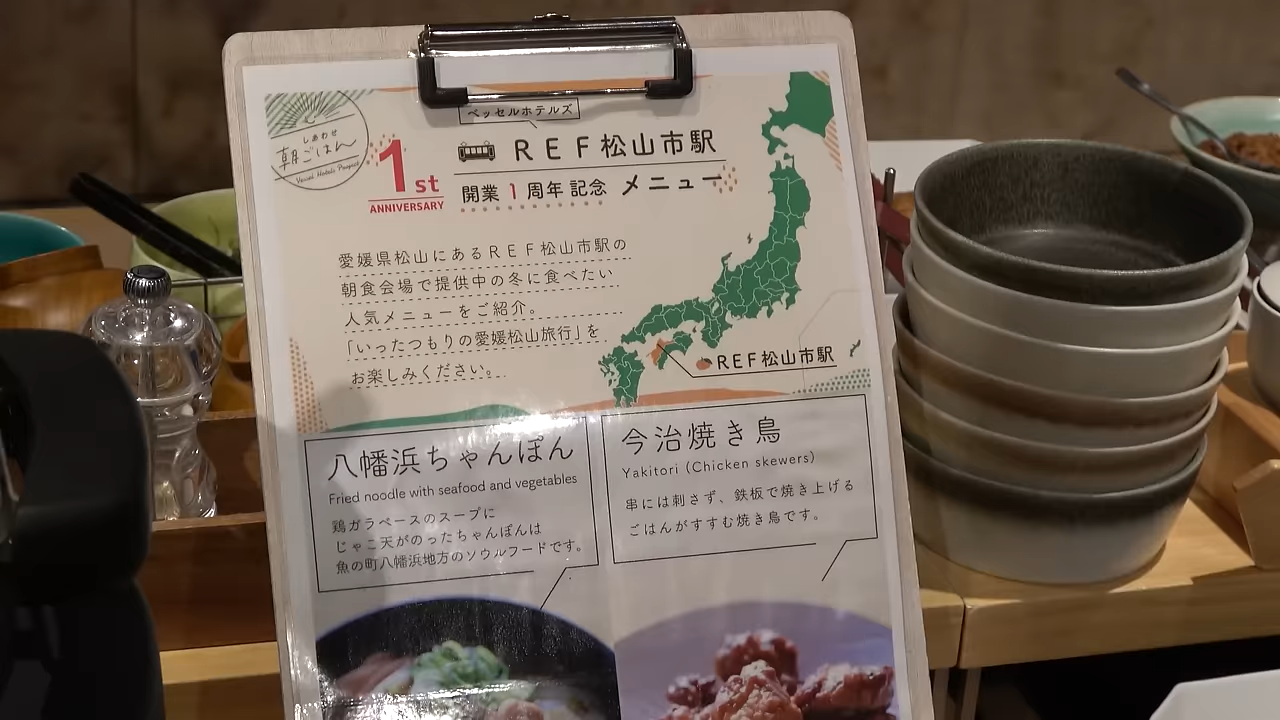 しあわせ
朝ごはん
Vessel Hotels Project
ベッセルホテルズ
1st
ANNIVERSARY
REF松山市駅
開業1周年記念 メニュー
愛媛県松山にあるREF松山市駅の
朝食会場で提供中の冬に食べたい
人気メニューをご紹介。
「いったつもりの愛媛松山旅行」を
お楽しみください。
REF松山市駅
八幡浜ちゃんぽん
Fried noodle with seafood and vegetables
鶏ガラベースのスープに
じゃこ天がのったちゃんぽんは
魚の町八幡浜地方のソウルフードです。
今治焼き鳥
Yakitori (Chicken skewers)
串には刺さず、鉄板で焼き上げる
ごはんがすすむ焼き鳥です。